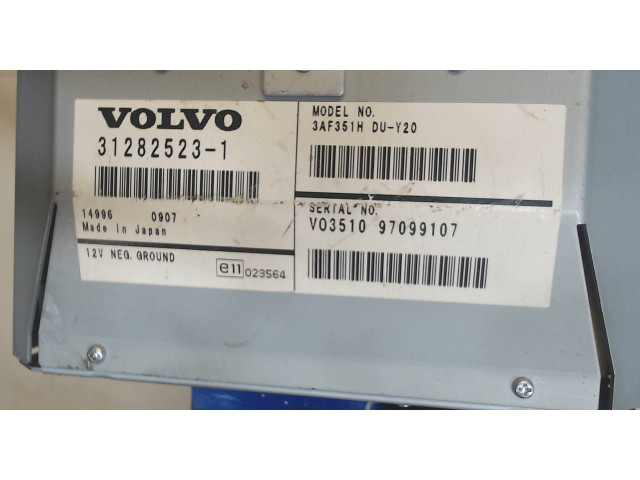 VOLVO
31282523-1
14996 0907
Made in Japan
12V NEG. GROUND
e11 023564
MODEL NO.
3AF351H DU-Y20
SERIAL NO.
VO3510 97099107